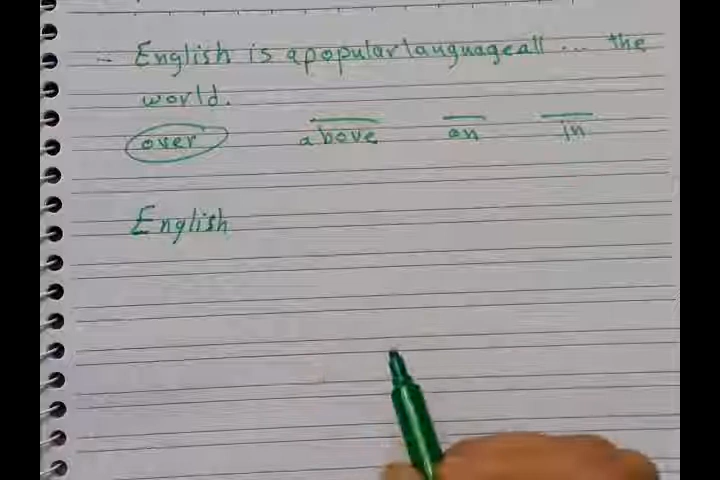 - English is a popular language all ... the
world.
over above on in
English